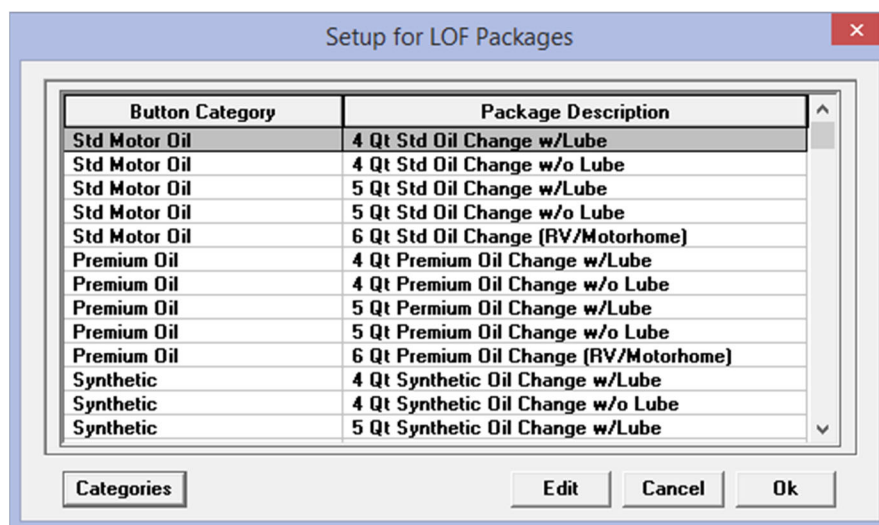 Setup for LOF Packages
Button Category Package Description
Std Motor Oil 4 Qt Std Oil Change w/Lube
Std Motor Oil 4 Qt Std Oil Change w/o Lube
Std Motor Oil 5 Qt Std Oil Change w/Lube
Std Motor Oil 5 Qt Std Oil Change w/o Lube
Std Motor Oil 6 Qt Std Oil Change (RV/Motorhome)
Premium Oil 4 Qt Premium Oil Change w/Lube
Premium Oil 4 Qt Premium Oil Change w/o Lube
Premium Oil 5 Qt Permium Oil Change w/Lube
Premium Oil 5 Qt Premium Oil Change w/o Lube
Premium Oil 6 Qt Premium Oil Change (RV/Motorhome)
Synthetic 4 Qt Synthetic Oil Change w/Lube
Synthetic 4 Qt Synthetic Oil Change w/o Lube
Synthetic 5 Qt Synthetic Oil Change w/Lube
Categories Edit Cancel Ok